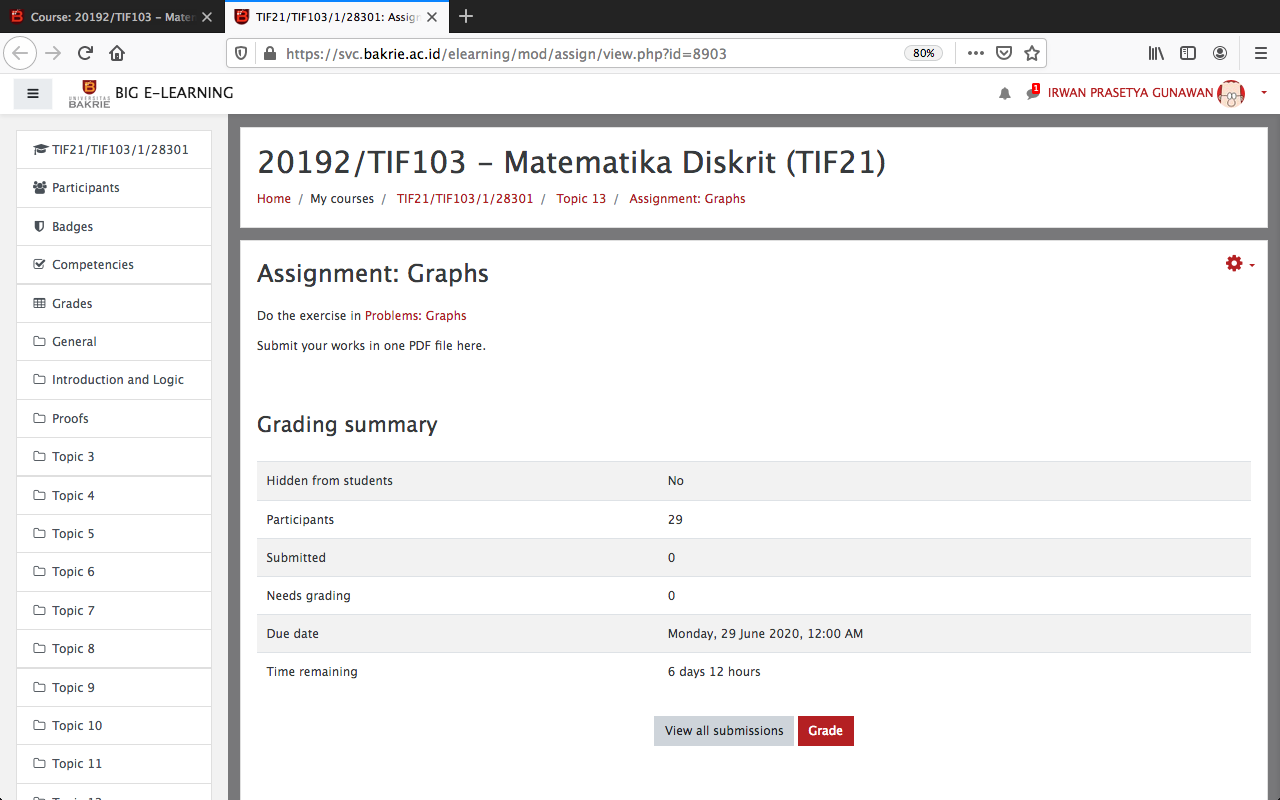 Course: 20192/TIF103 – Mate
TIF21/TIF103/1/28301: Assig
https://svc.bakrie.ac.id/elearning/mod/assign/view.php?id=8903
80%
UNIVERSITAS
BAKRIE
BIG E-LEARNING
1
IRWAN PRASETYA GUNAWAN
TIF21/TIF103/1/28301
Participants
Badges
Competencies
Grades
General
Introduction and Logic
Proofs
Topic 3
Topic 4
Topic 5
Topic 6
Topic 7
Topic 8
Topic 9
Topic 10
Topic 11
20192/TIF103 – Matematika Diskrit (TIF21)
Home / My courses / TIF21/TIF103/1/28301 / Topic 13 / Assignment: Graphs
Assignment: Graphs
Do the exercise in Problems: Graphs
Submit your works in one PDF file here.
Grading summary
Hidden from students No
Participants 29
Submitted 0
Needs grading 0
Due date Monday, 29 June 2020, 12:00 AM
Time remaining 6 days 12 hours
View all submissions Grade